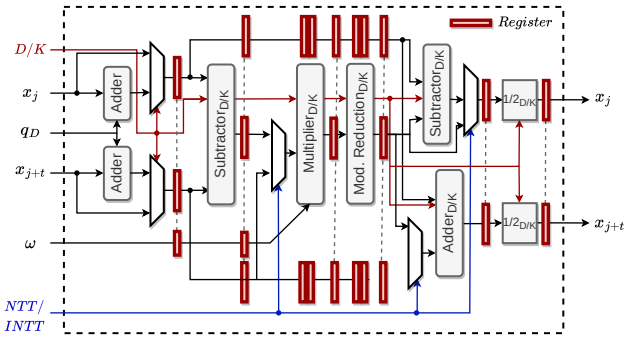 Register
D/K
x_j
q_D
x_{j+t}
ω
NTT/
INTT
Adder
Adder
Subtractor_{D/K}
Multiplier_{D/K}
Mod. Reduction_{D/K}
Subtractor_{D/K}
Adder_{D/K}
1/2_{D/K}
1/2_{D/K}
x_j
x_{j+t}